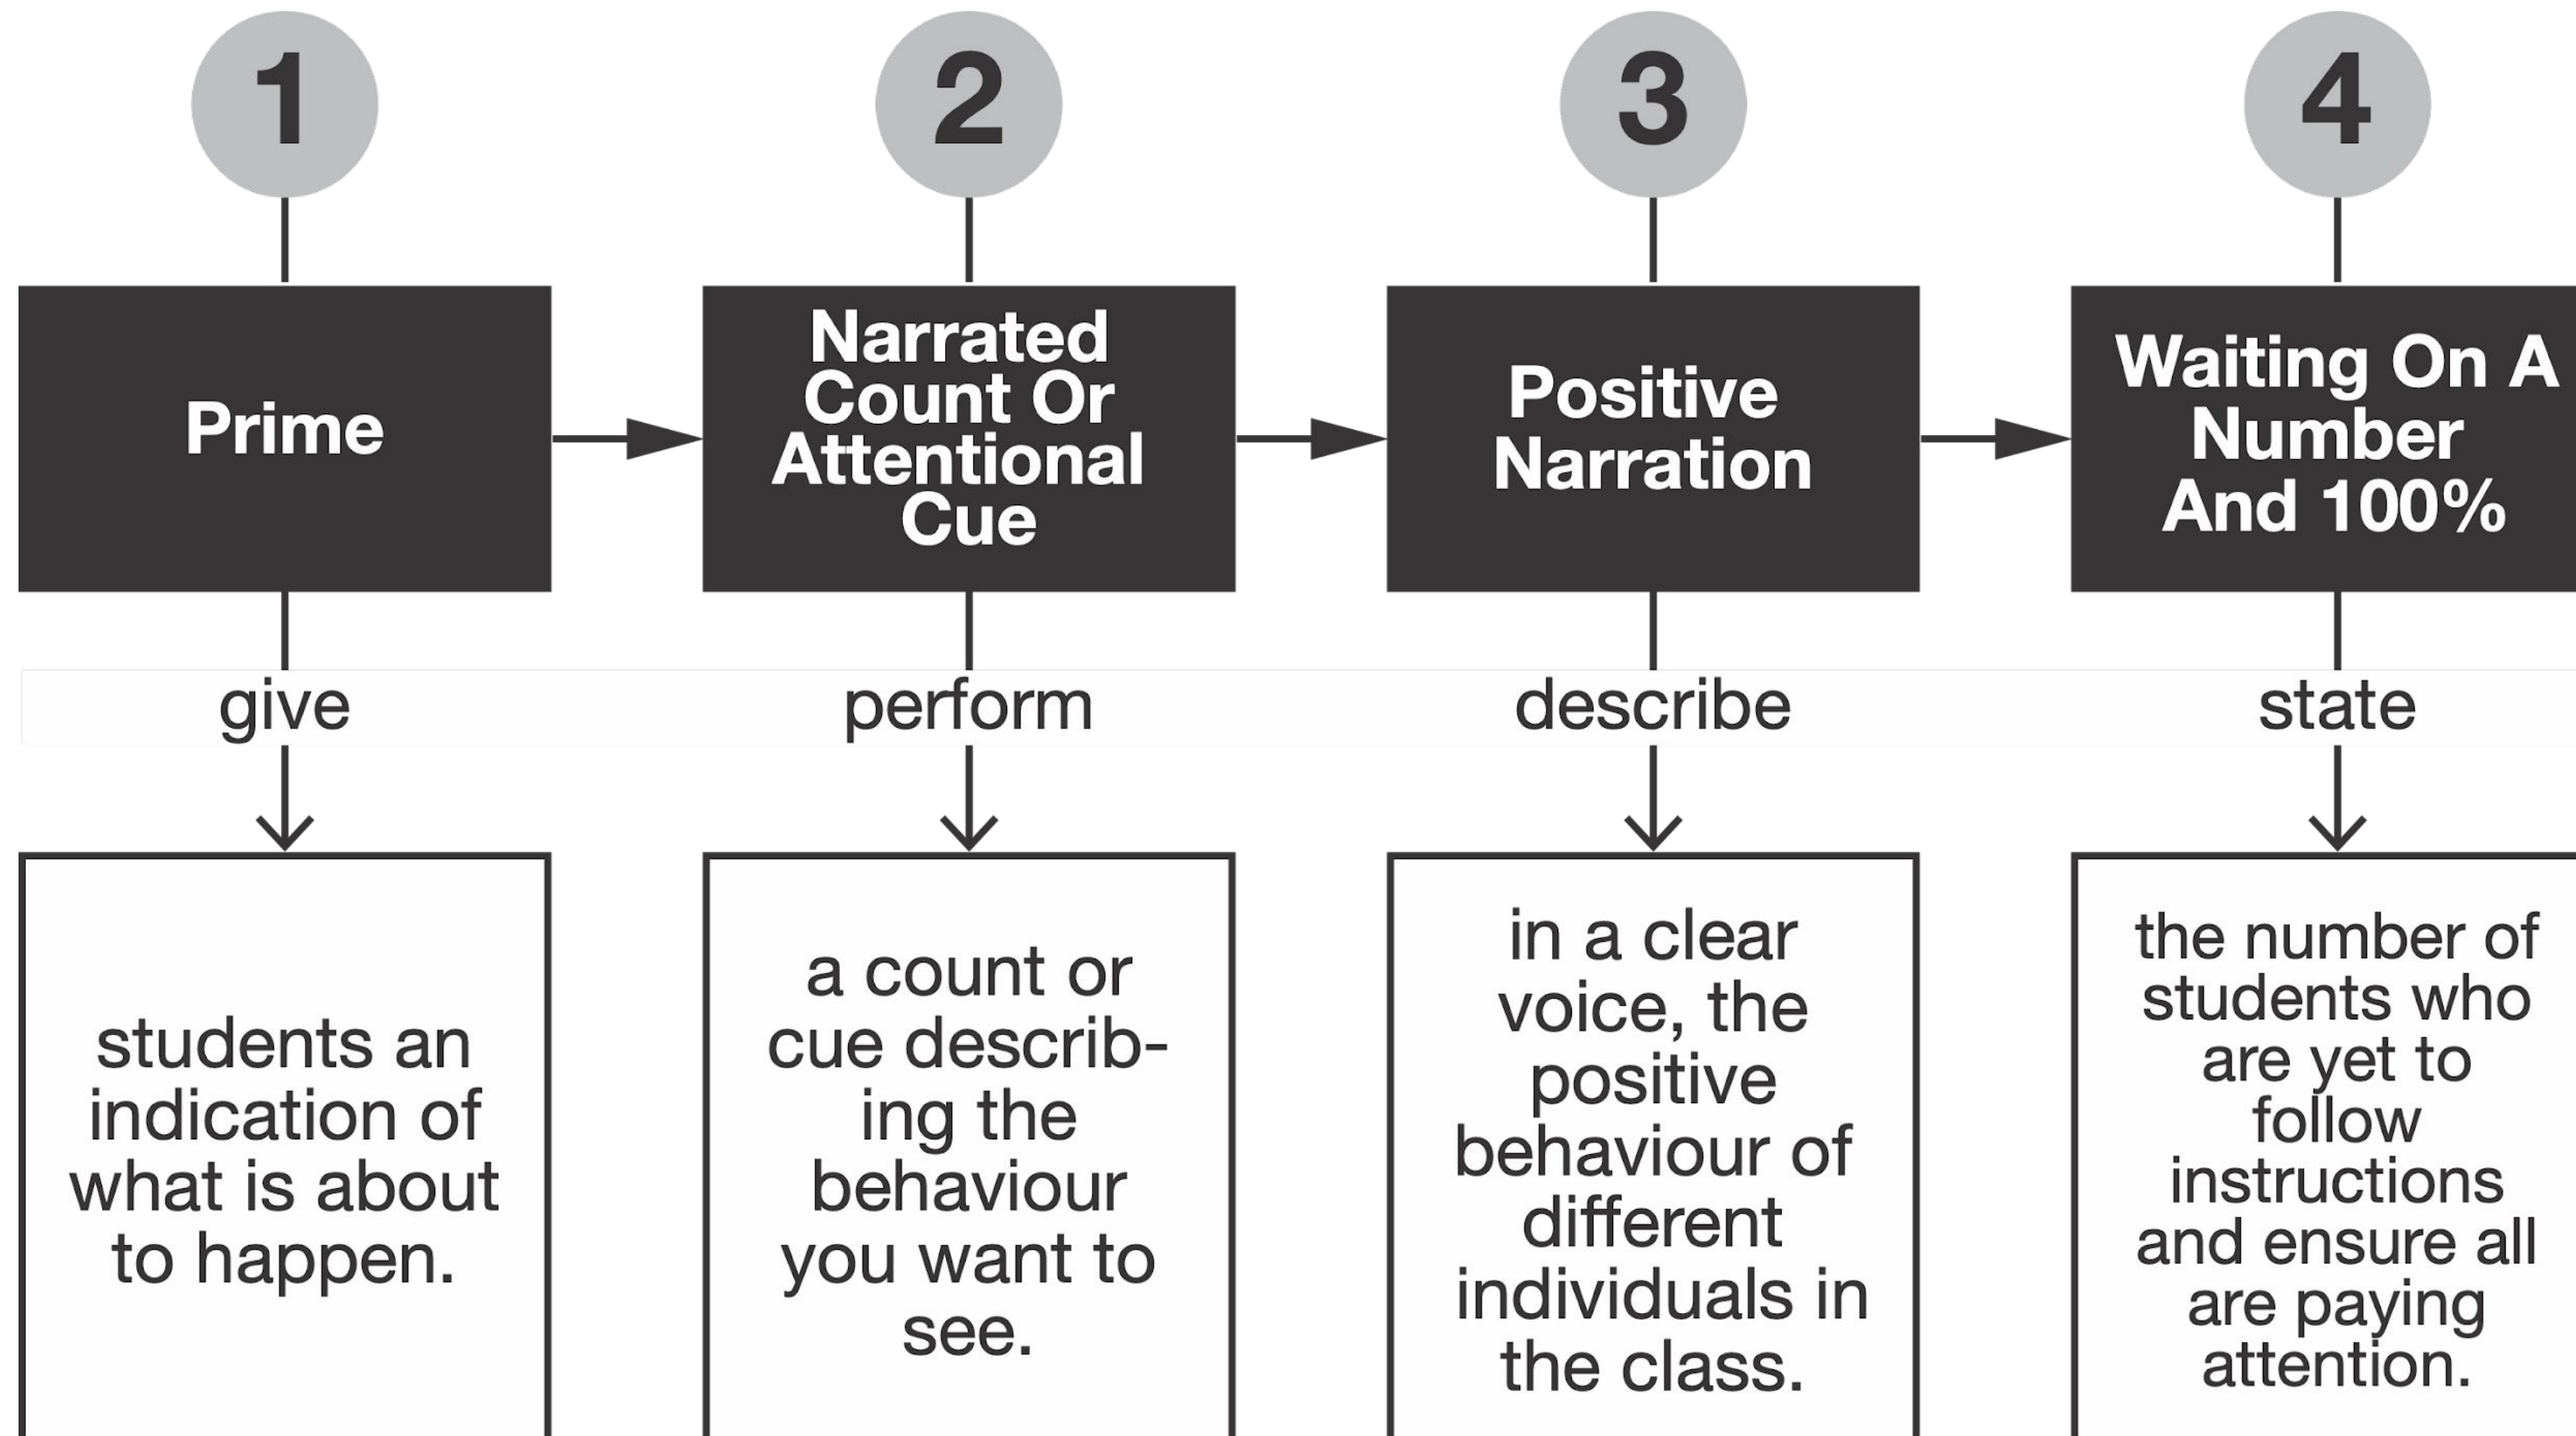 1
Prime
give
students an
indication of
what is about
to happen.
2
Narrated
Count Or
Attentional
Cue
perform
a count or
cue describ-
ing the
behaviour
you want to
see.
3
Positive
Narration
describe
in a clear
voice, the
positive
behaviour of
different
individuals in
the class.
4
Waiting On A
Number
And 100%
state
the number of
students who
are yet to
follow
instructions
and ensure all
are paying
attention.